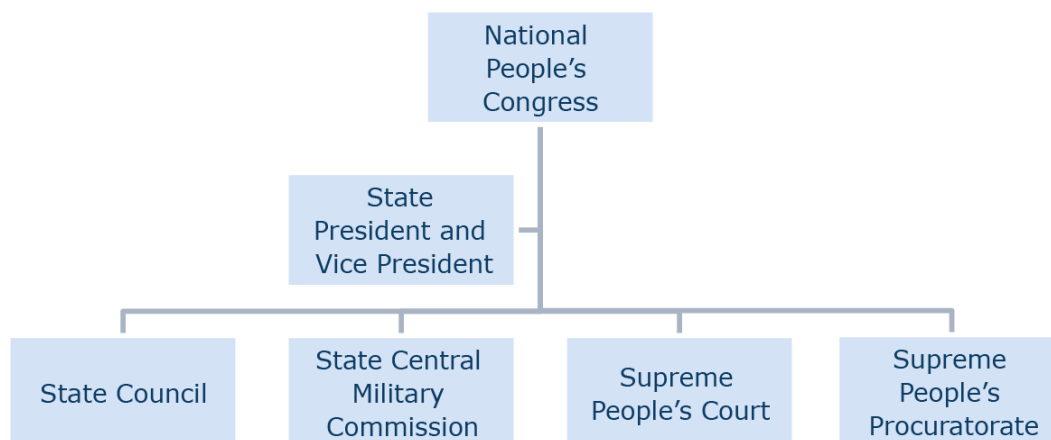 National
People's
Congress
State
President and
Vice President
State Council
State Central
Military
Commission
Supreme
People's Court
Supreme
People's
Procuratorate